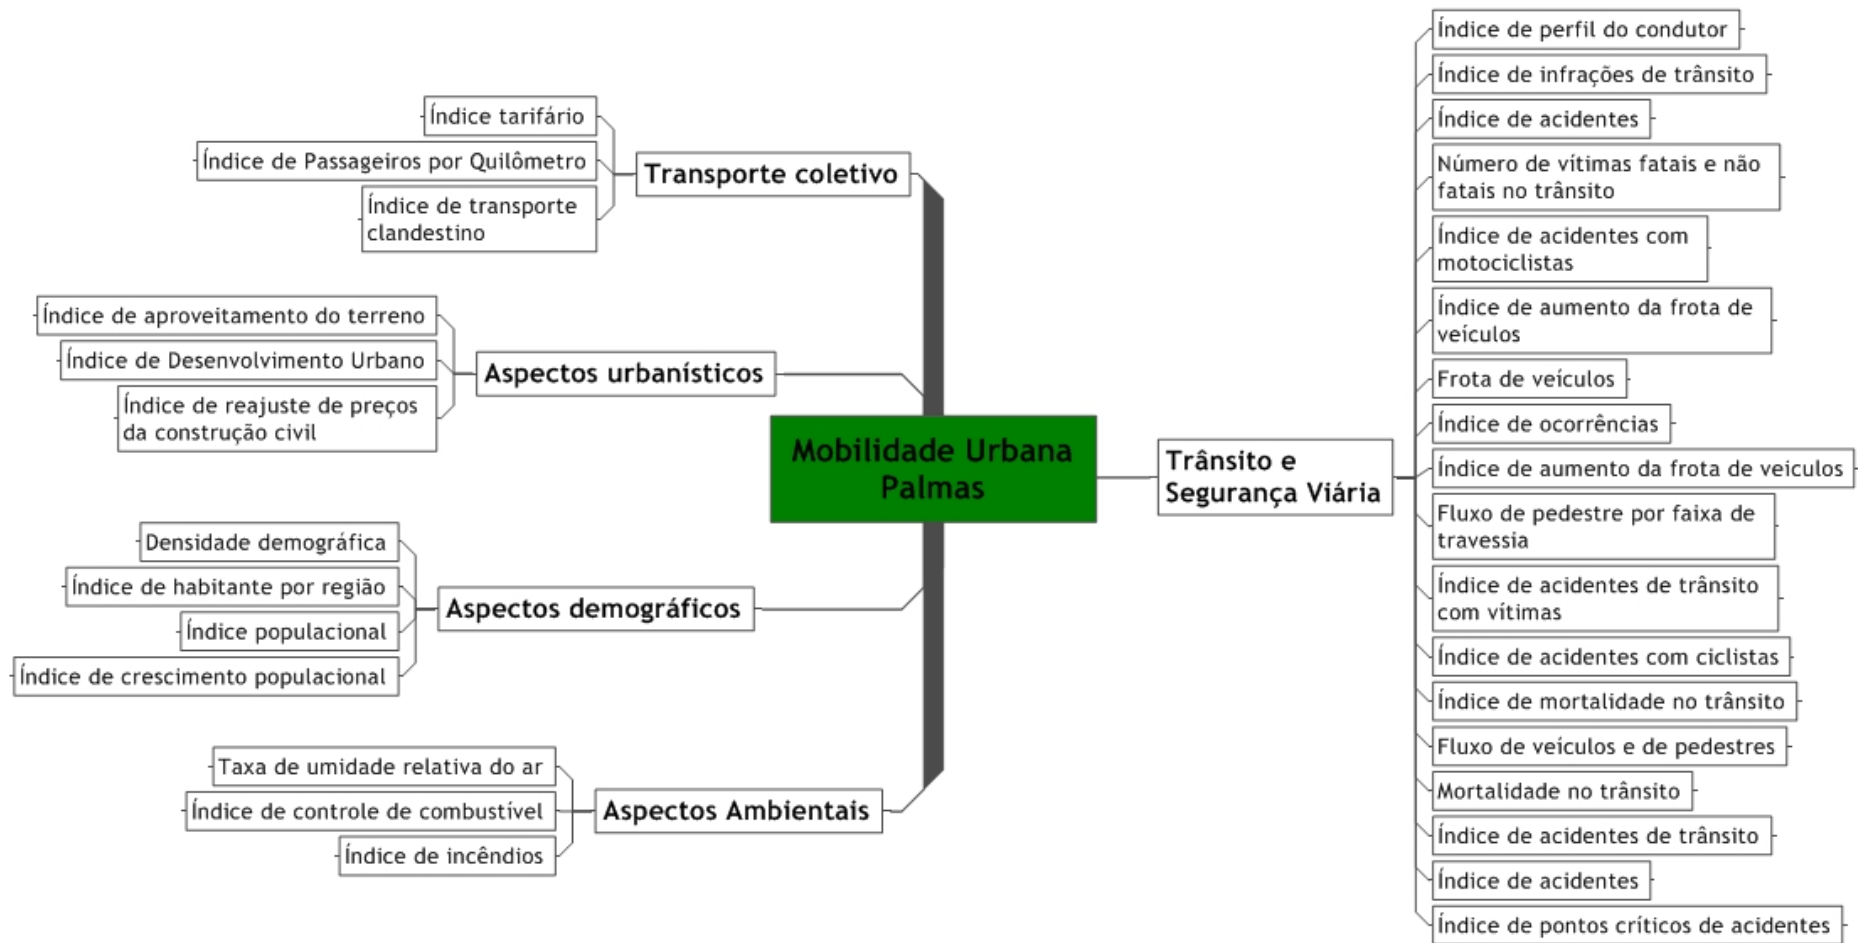 Mobilidade Urbana
Palmas
Transporte coletivo
Índice tarifário
Índice de Passageiros por Quilômetro
Índice de transporte
clandestino
Aspectos urbanísticos
Índice de aproveitamento do terreno
Índice de Desenvolvimento Urbano
Índice de reajuste de preços
da construção civil
Aspectos demográficos
Densidade demográfica
Índice de habitante por região
Índice populacional
Índice de crescimento populacional
Aspectos Ambientais
Taxa de umidade relativa do ar
Índice de controle de combustível
Índice de incêndios
Trânsito e
Segurança Viária
Índice de perfil do condutor
Índice de infrações de trânsito
Índice de acidentes
Número de vítimas fatais e não
fatais no trânsito
Índice de acidentes com
motociclistas
Índice de aumento da frota de
veículos
Frota de veículos
Índice de ocorrências
Índice de aumento da frota de veiculos
Fluxo de pedestre por faixa de
travessia
Índice de acidentes de trânsito
com vítimas
Índice de acidentes com ciclistas
Índice de mortalidade no trânsito
Fluxo de veículos e de pedestres
Mortalidade no trânsito
Índice de acidentes de trânsito
Índice de acidentes
Índice de pontos críticos de acidentes